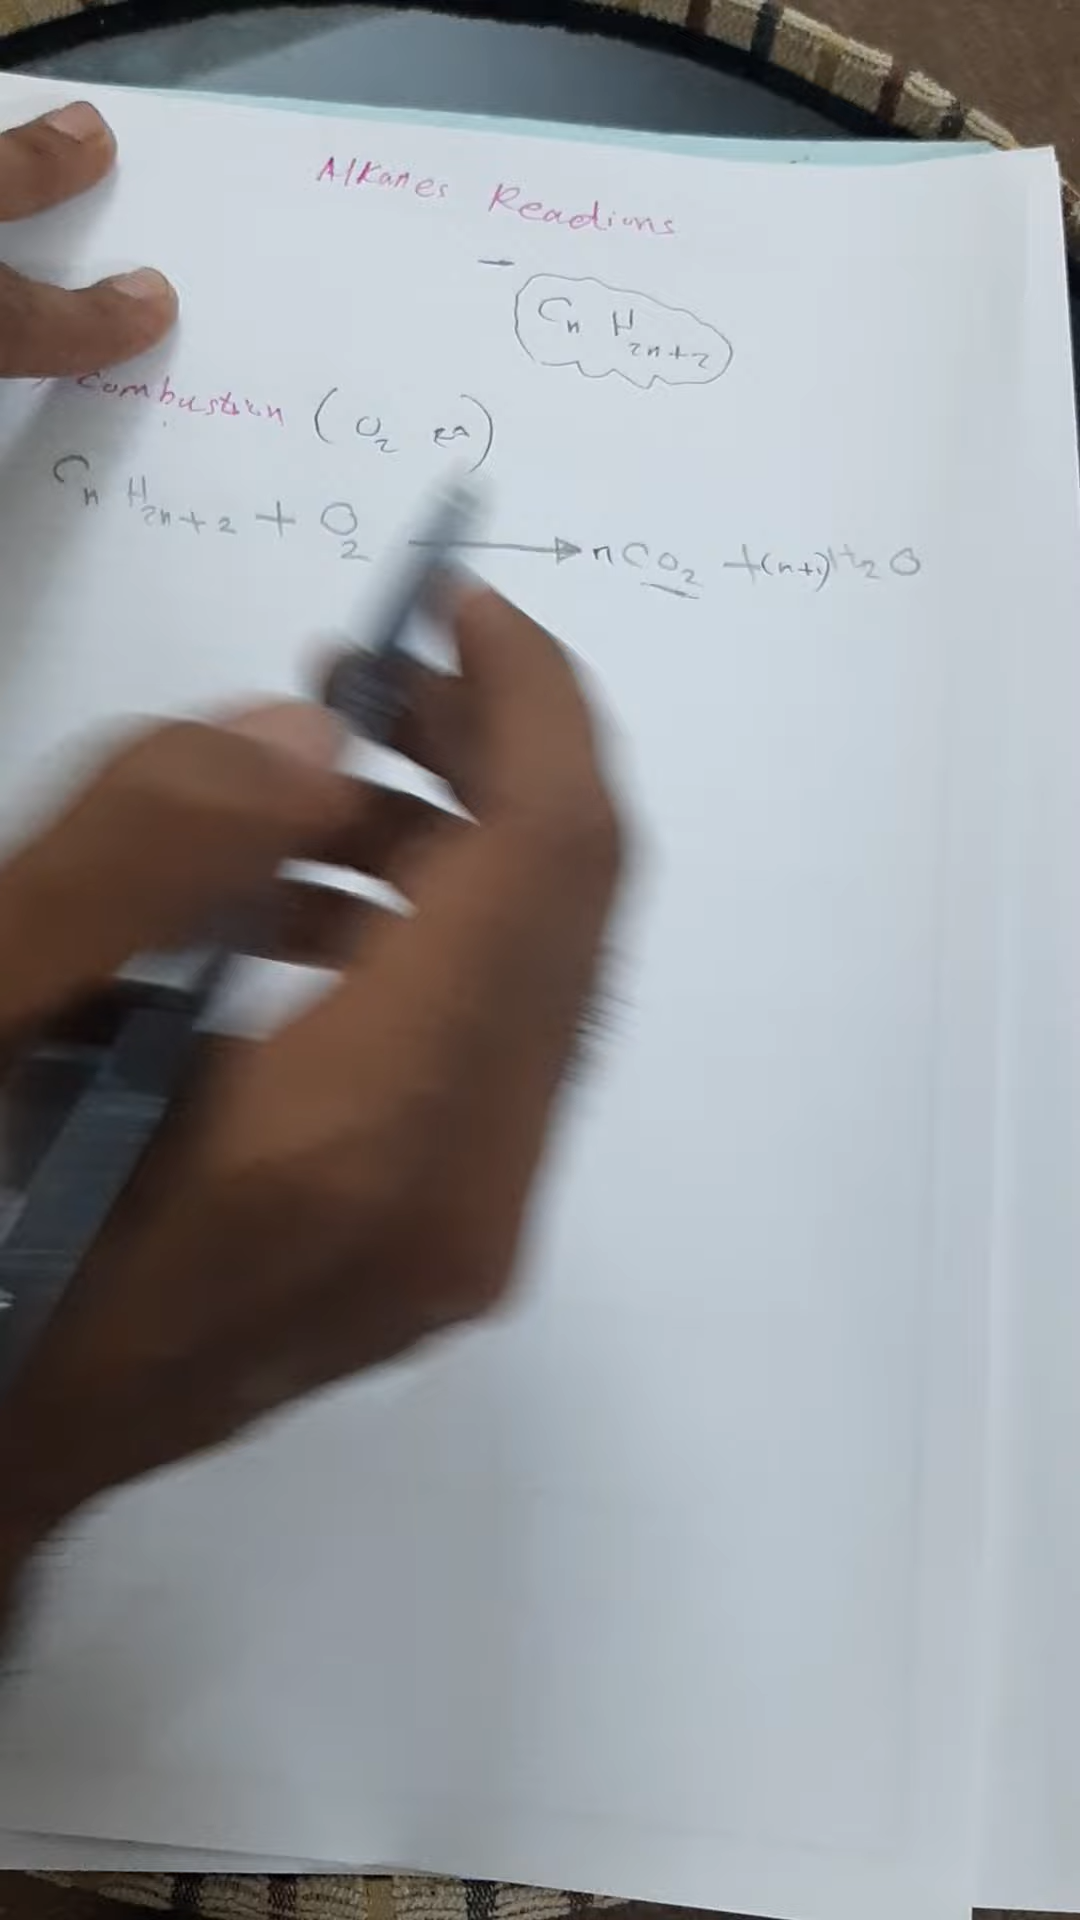 Alkanes Reactions
CₙH₂ₙ₊₂
Combustion (O₂
CₙH₂ₙ₊₂ + O₂ → nCO₂ + (n+1)H₂O